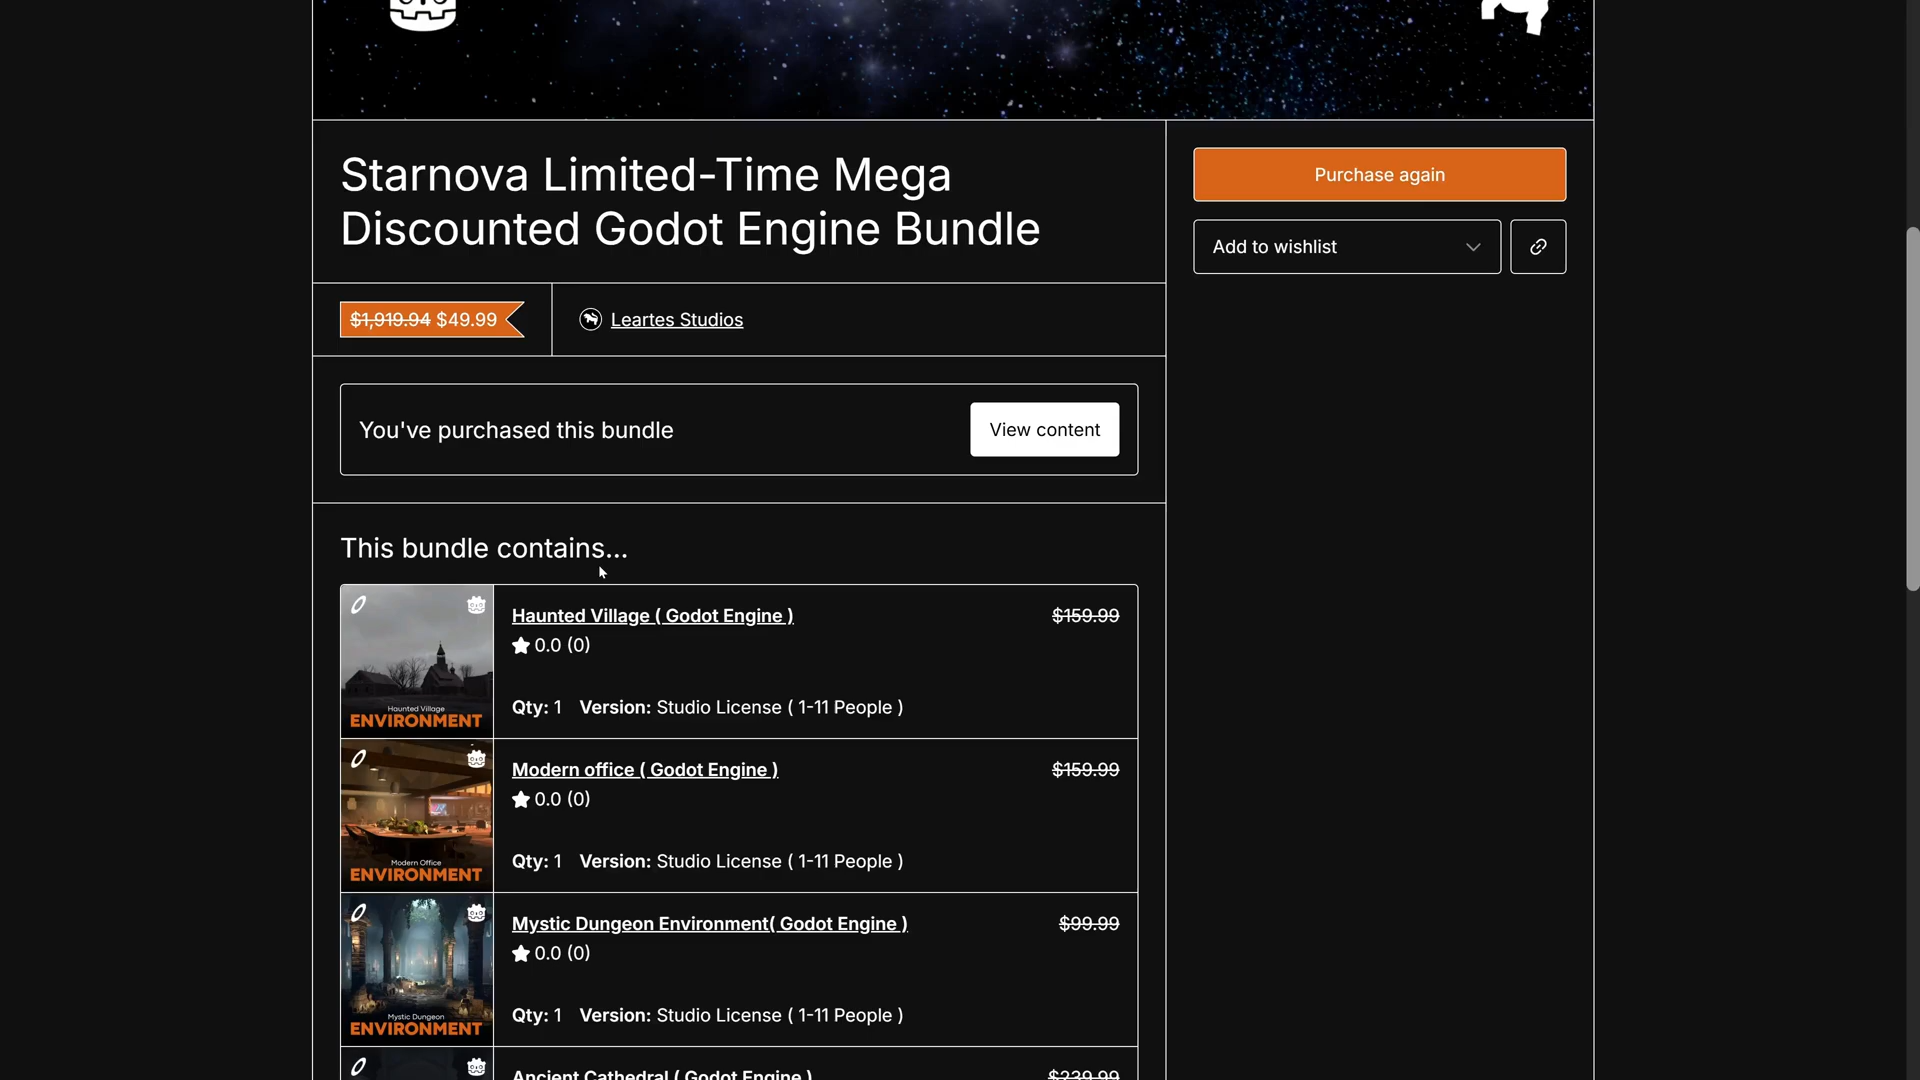 Starnova Limited-Time Mega
Discounted Godot Engine Bundle
Purchase again
Add to wishlist
$1,919.94 $49.99
Leartes Studios
You've purchased this bundle
View content
This bundle contains...
Haunted Village
ENVIRONMENT
Haunted Village ( Godot Engine )
$159.99
0.0 (0)
Qty: 1 Version: Studio License ( 1-11 People )
Modern Office
ENVIRONMENT
Modern office ( Godot Engine )
$159.99
0.0 (0)
Qty: 1 Version: Studio License ( 1-11 People )
Mystic Dungeon
ENVIRONMENT
Mystic Dungeon Environment( Godot Engine )
$99.99
0.0 (0)
Qty: 1 Version: Studio License ( 1-11 People )
Ancient Cathedral ( Godot Engine )
$239.99